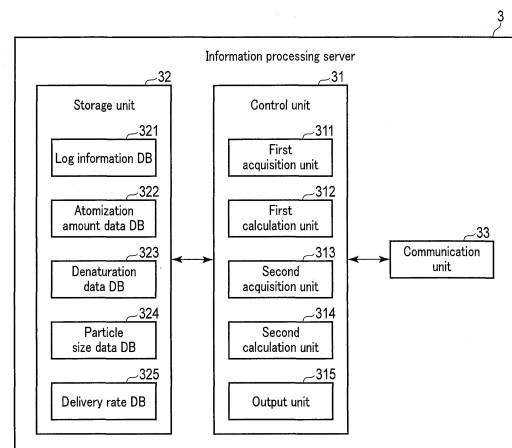 3
Information processing server
32
Storage unit
321
Log information DB
322
Atomization
amount data DB
323
Denaturation
data DB
324
Particle
size data DB
325
Delivery rate DB
31
Control unit
311
First
acquisition unit
312
First
calculation unit
313
Second
acquisition unit
314
Second
calculation unit
315
Output unit
33
Communication
unit